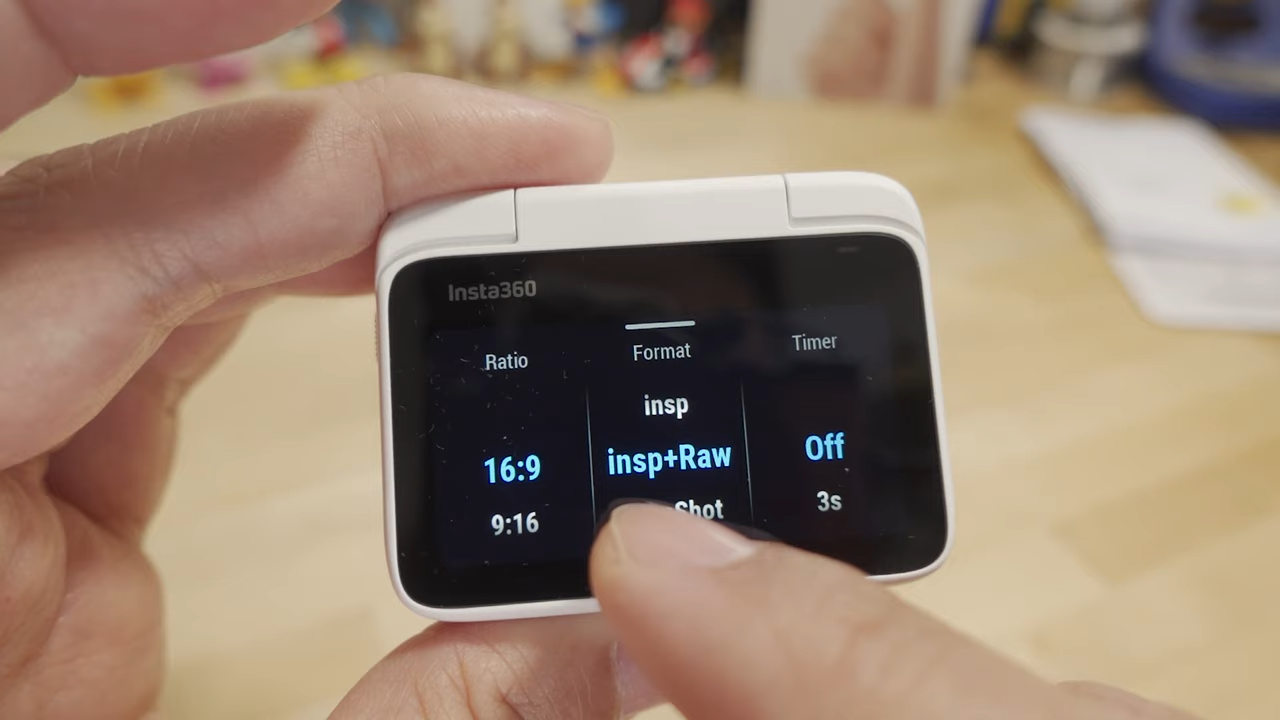 Insta360
Ratio
16:9
9:16
Format
insp
insp+Raw
Shot
Timer
Off
3s